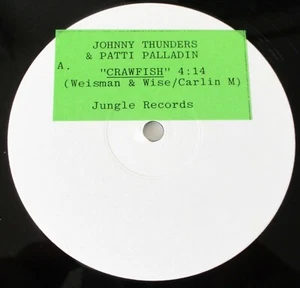 JOHNNY THUNDERS
& PATTI PALLADIN
A.
"CRAWFISH" 4:14
(Weisman & Wise/Carlin M)
Jungle Records